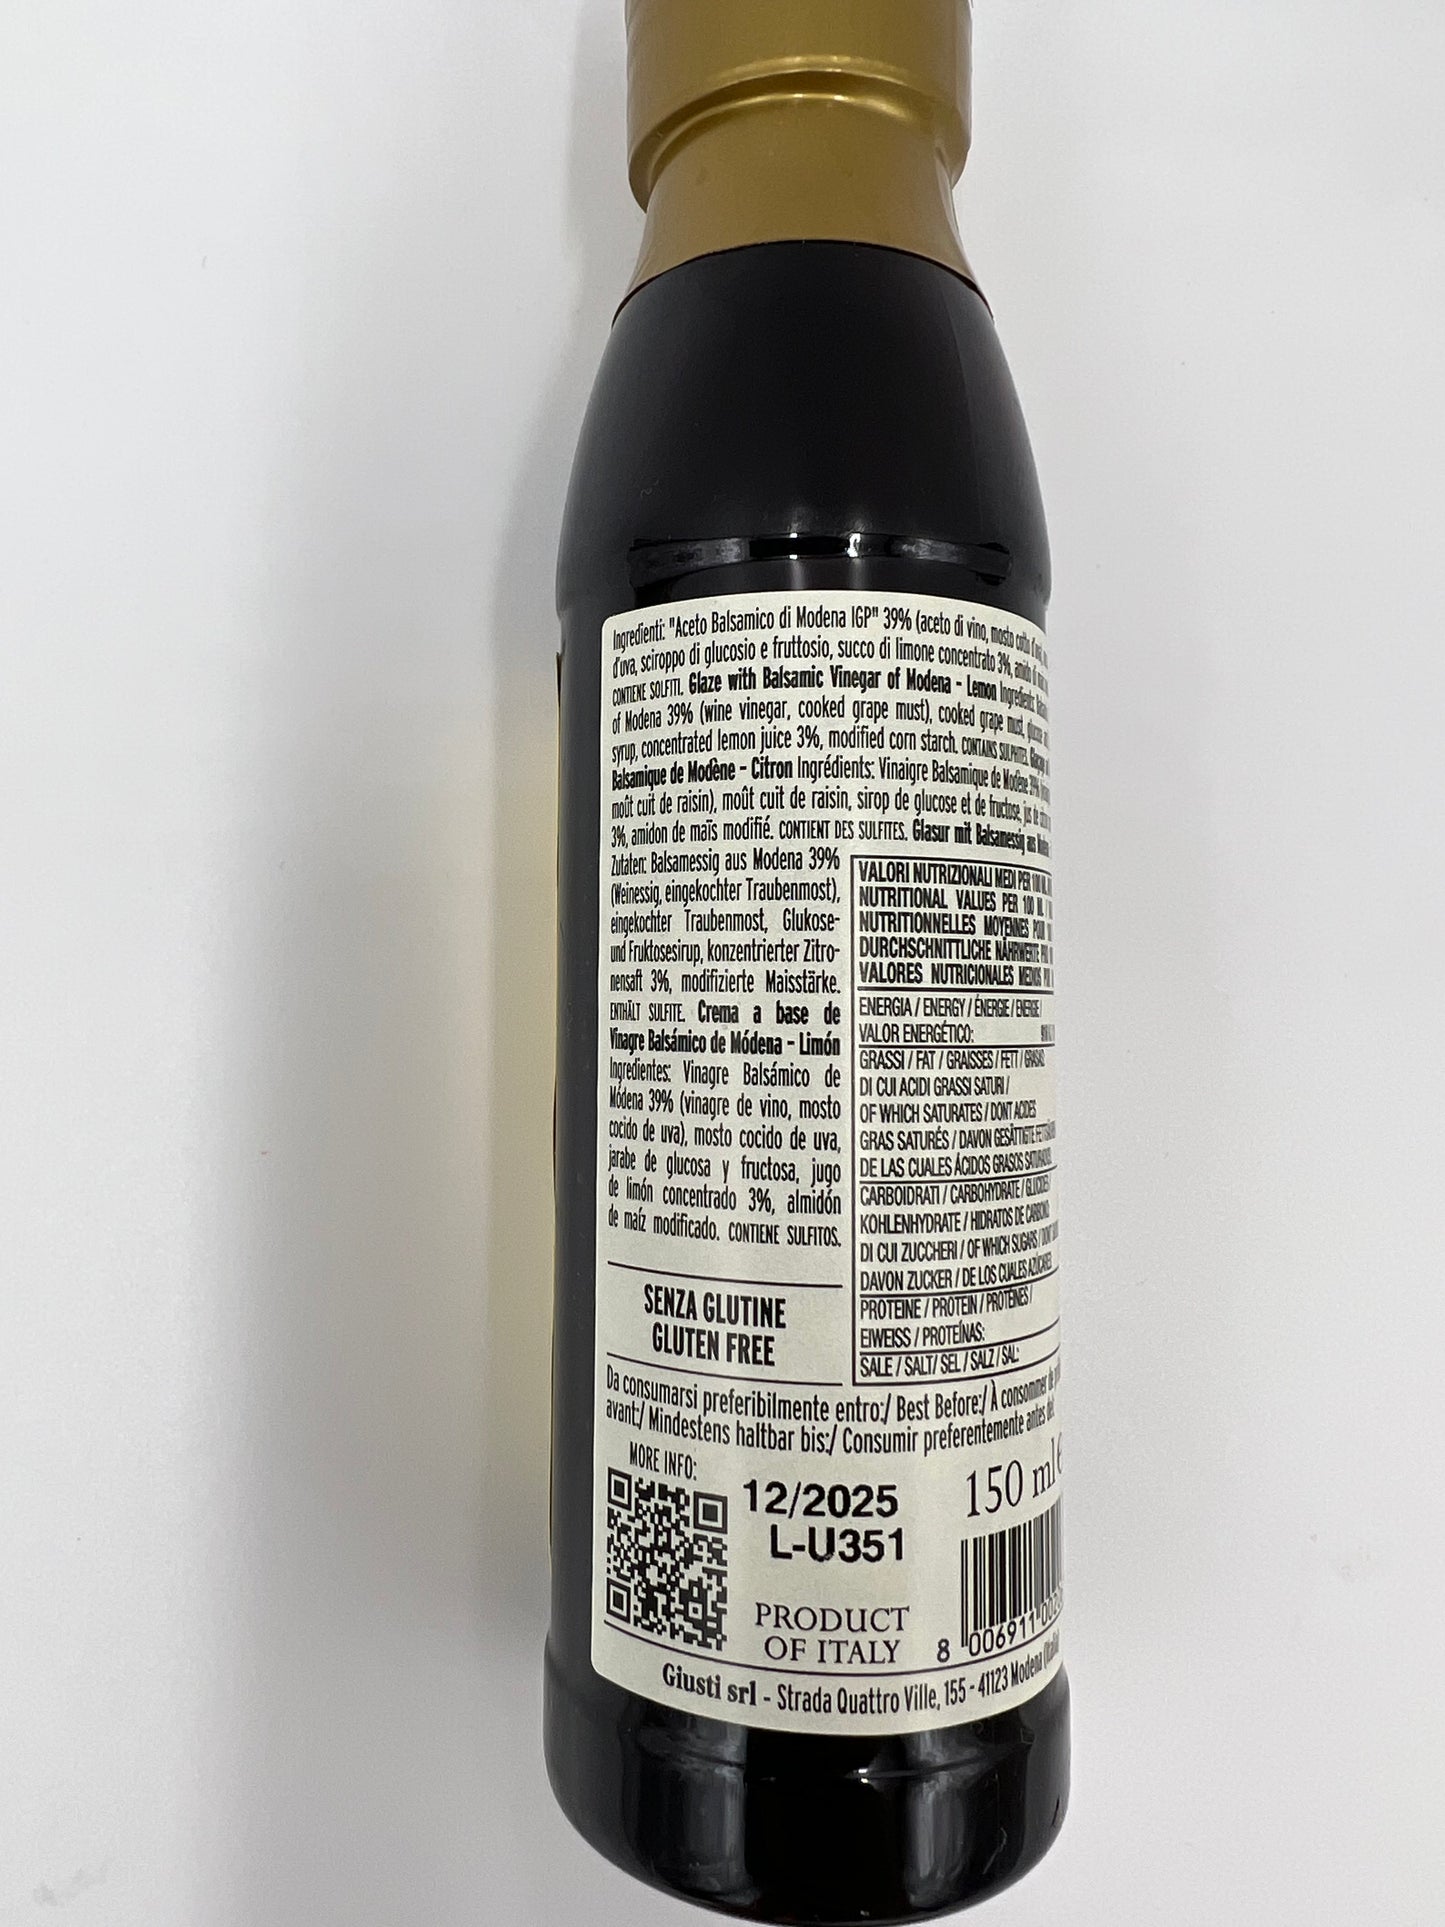 Ingredienti: "Aceto Balsamico di Modena IGP" 39% (aceto di vino, mosto cotto
d'uva, sciroppo di glucosio e fruttosio, succo di limone concentrato 3%, amido
CONTIENE SOLFITI. Glaze with Balsamic Vinegar of Modena - Lemon Ingredients:
of Modena 39% (wine vinegar, cooked grape must), cooked grape must,
syrup, concentrated lemon juice 3%, modified corn starch. CONTAINS SULPHITES.
Balsamique de Modène - Citron Ingrédients: Vinaigre Balsamique de Modène 39%
moût cuit de raisin), moût cuit de raisin, sirop de glucose et de fructose, jus de
3%, amidon de maïs modifié. CONTIENT DES SULFITES. Glasur mit Balsamessig aus
Zutaten: Balsamessig aus Modena 39%
(Weinessig, eingekochter Traubenmost),
eingekochter Traubenmost, Glukose-
und Fruktosesirup, konzentrierter Zitro-
nensaft 3%, modifizierte Maisstärke.
ENTHÄLT SULFITE. Crema a base de
Vinagre Balsámico de Módena - Limón
Ingredientes: Vinagre Balsámico de
Módena 39% (vinagre de vino, mosto
cocido de uva), mosto cocido de uva,
jarabe de glucosa y fructosa, jugo
de limón concentrado 3%, almidón
de maíz modificado. CONTIENE SULFITOS.
VALORI NUTRIZIONALI MEDI PER 100 ML
NUTRITIONAL VALUES PER 100 ML /
NUTRITIONNELLES MOYENNES POUR
DURCHSCHNITTLICHE NÄHRWERTE
VALORES NUTRICIONALES MEDIOS
ENERGIA / ENERGY / ÉNERGIE / ENERGIE /
VALOR ENERGÉTICO:
GRASSI / FAT / GRAISSES / FETT / GRASAS
DI CUI ACIDI GRASSI SATURI /
OF WHICH SATURATES / DONT ACIDES
GRAS SATURÉS / DAVON GESÄTTIGTE
DE LAS CUALES ÁCIDOS GRASOS SATURADOS
CARBOIDRATI / CARBOHYDRATE / GLUCIDES /
KOHLENHYDRATE / HIDRATOS DE CARBONO
DI CUI ZUCCHERI / OF WHICH SUGARS / DONT
DAVON ZUCKER / DE LOS CUALES AZÚCARES
PROTEINE / PROTEIN / PROTÉINES /
EIWEISS / PROTEÍNAS:
SALE / SALT/ SEL / SALZ / SAL:
SENZA GLUTINE
GLUTEN FREE
Da consumarsi preferibilmente entro:/ Best Before:/ À consommer de
avant:/ Mindestens haltbar bis:/ Consumir preferentemente antes del
MORE INFO:
12/2025
L-U351
150 ml
PRODUCT
OF ITALY
8 006911 002
Giusti srl - Strada Quattro Ville, 155 - 41123 Modena